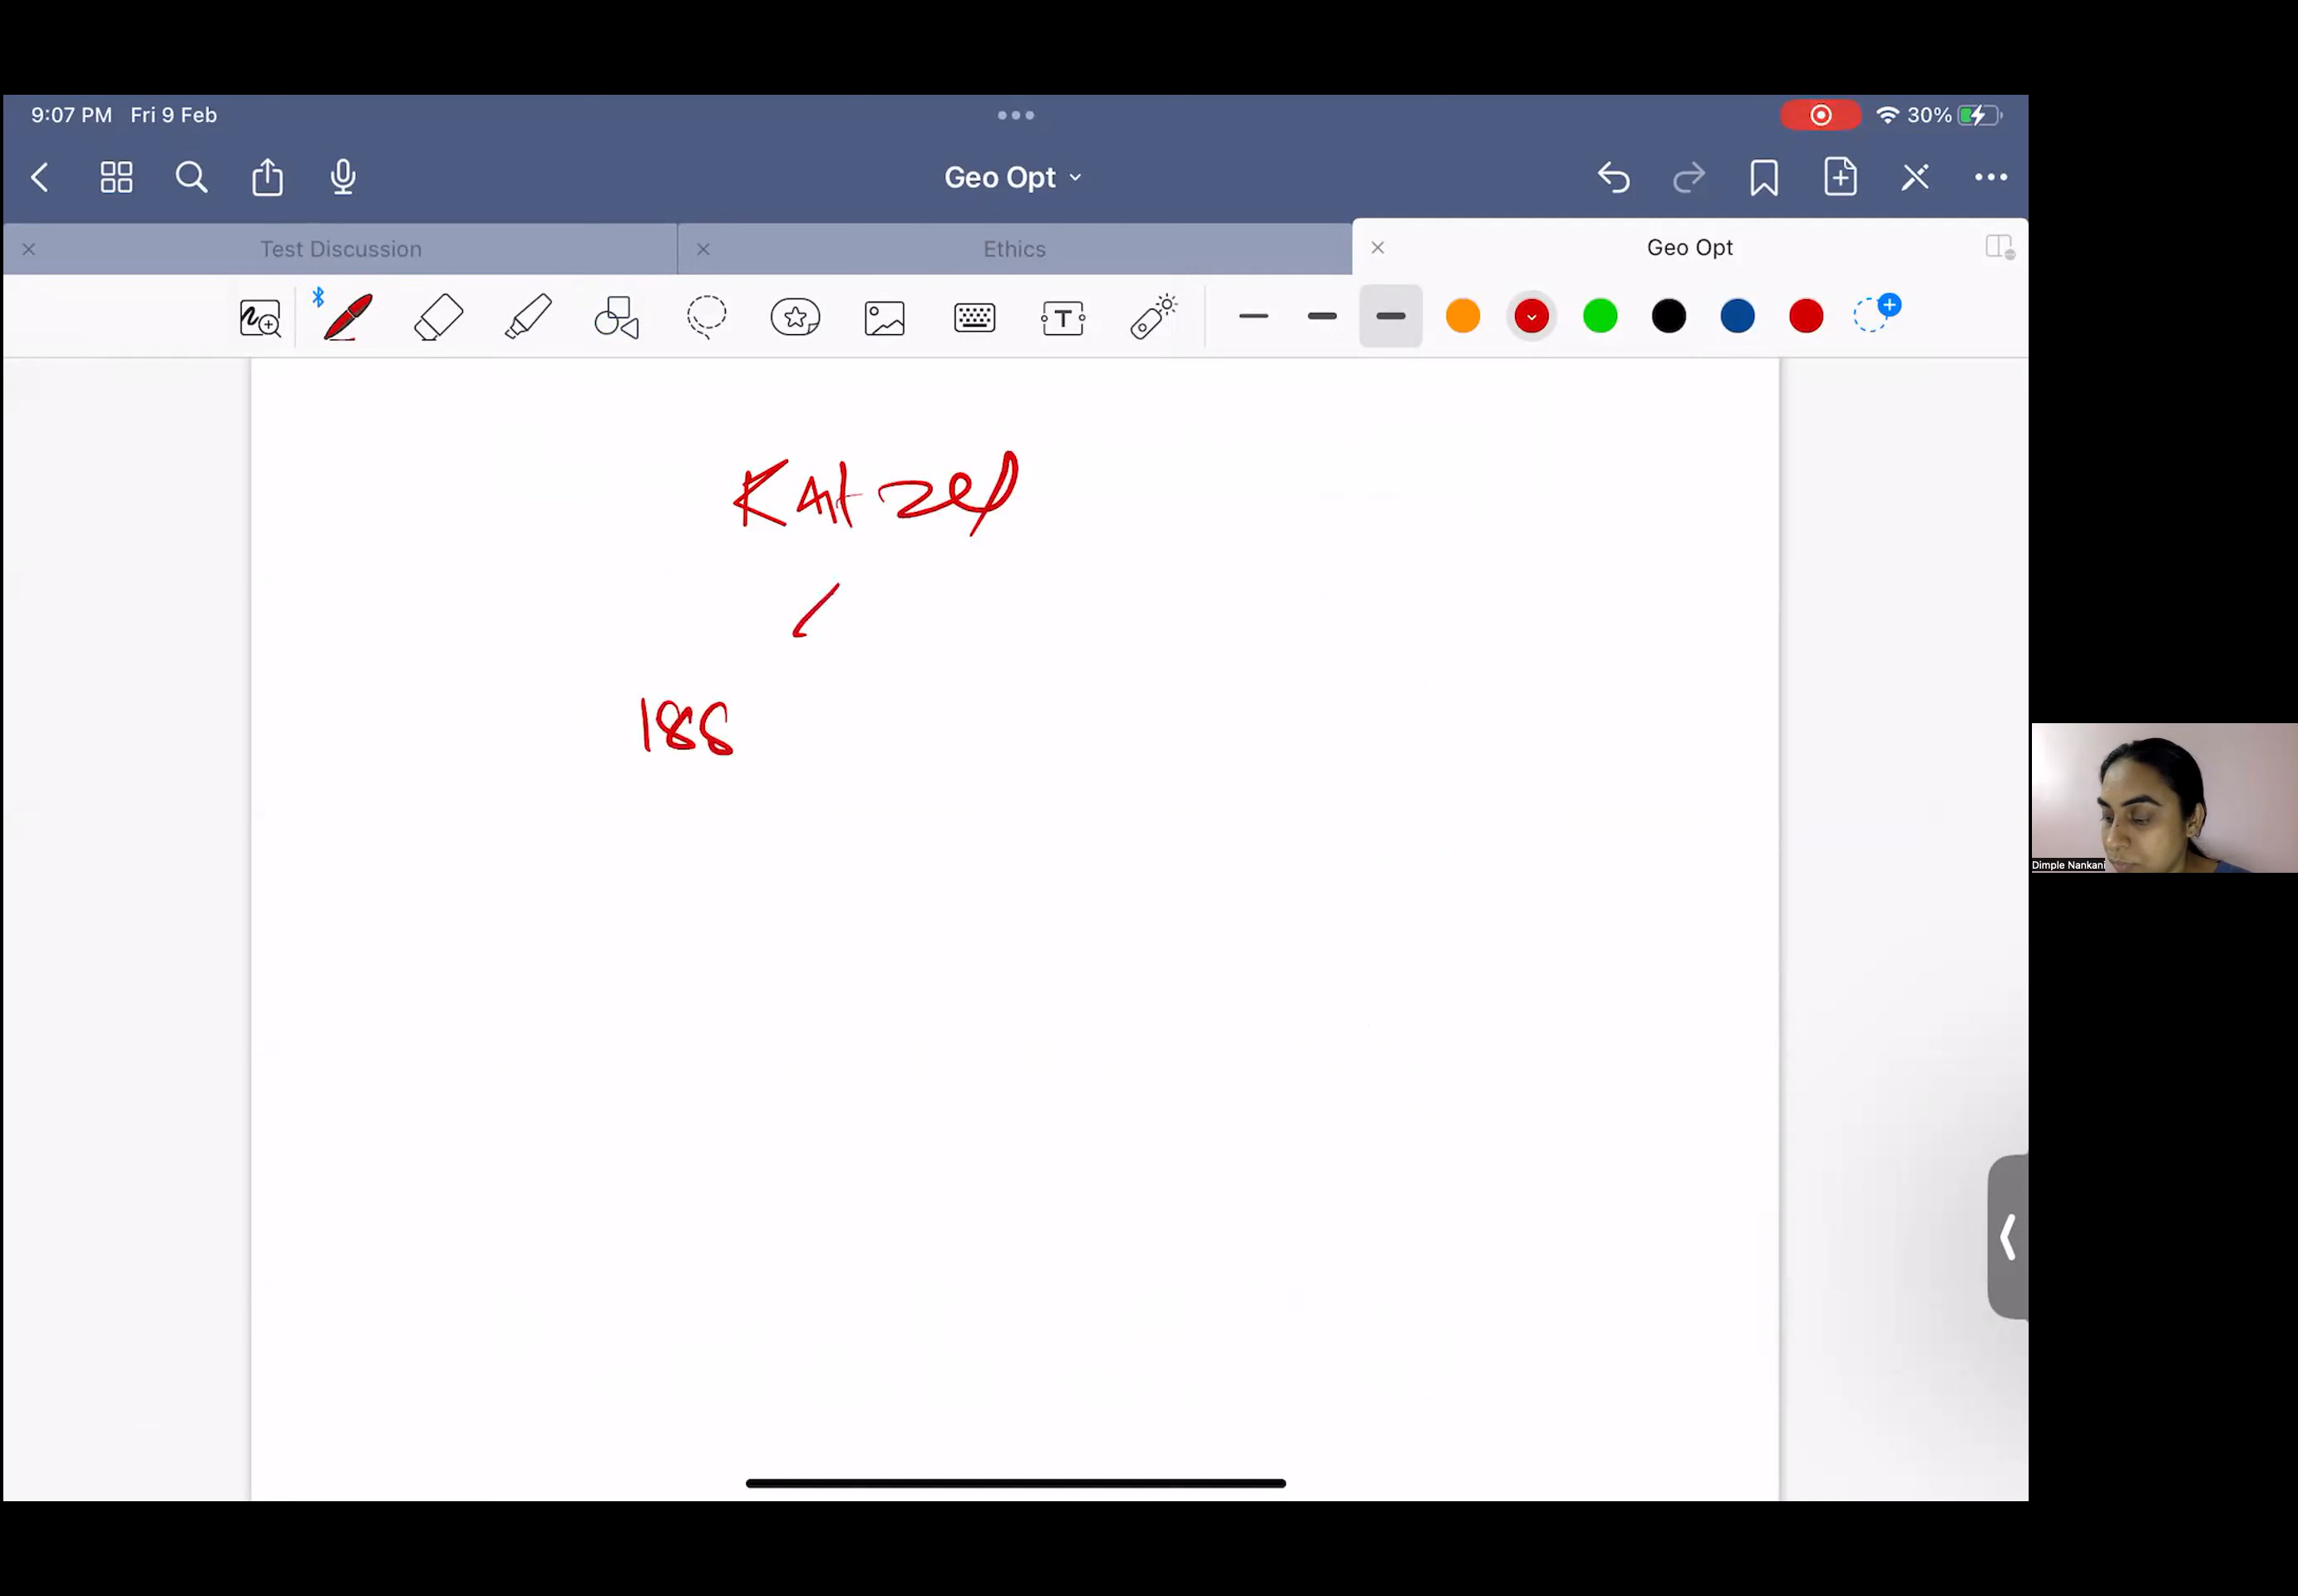 9:07 PM Fri 9 Feb
30%
Geo Opt
Test Discussion
Ethics
Geo Opt
T
Ratzel
188
Dimple Nankani